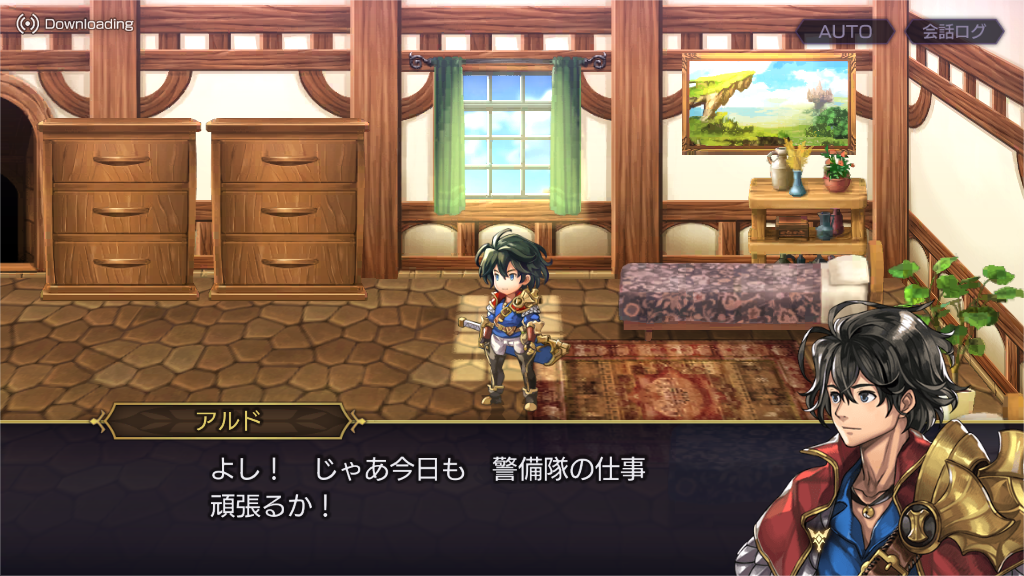 Downloading
AUTO
会話ログ
アルド
よし！　じゃあ今日も　警備隊の仕事
頑張るか！